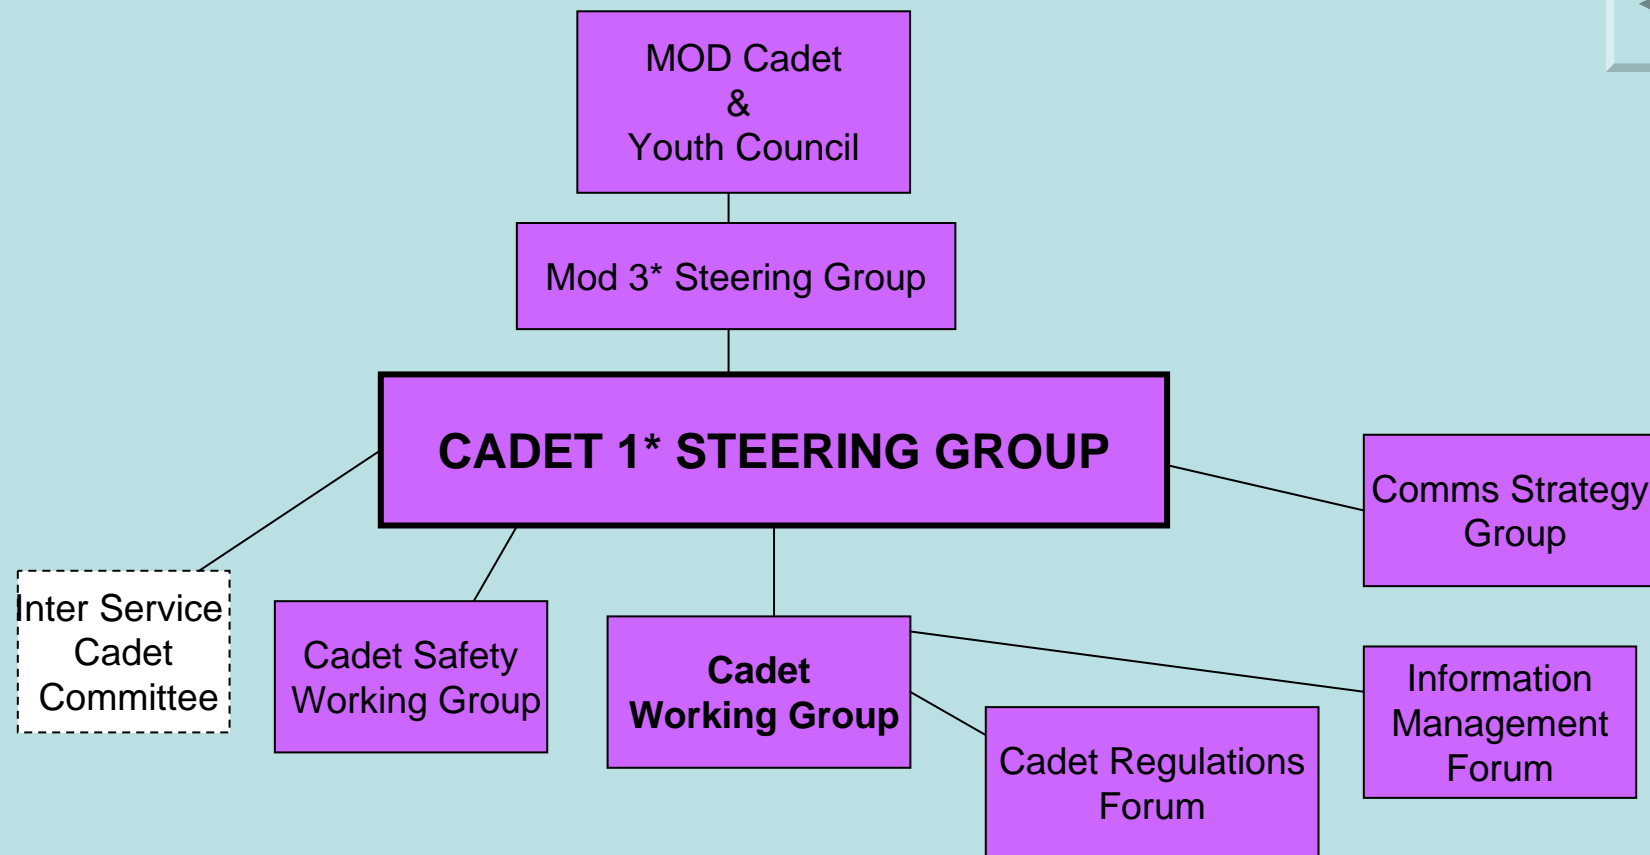 MOD Cadet
&
Youth Council
Mod 3* Steering Group
CADET 1* STEERING GROUP
Comms Strategy
Group
Inter Service
Cadet
Committee
Cadet Safety
Working Group
Cadet
Working Group
Information
Management
Forum
Cadet Regulations
Forum